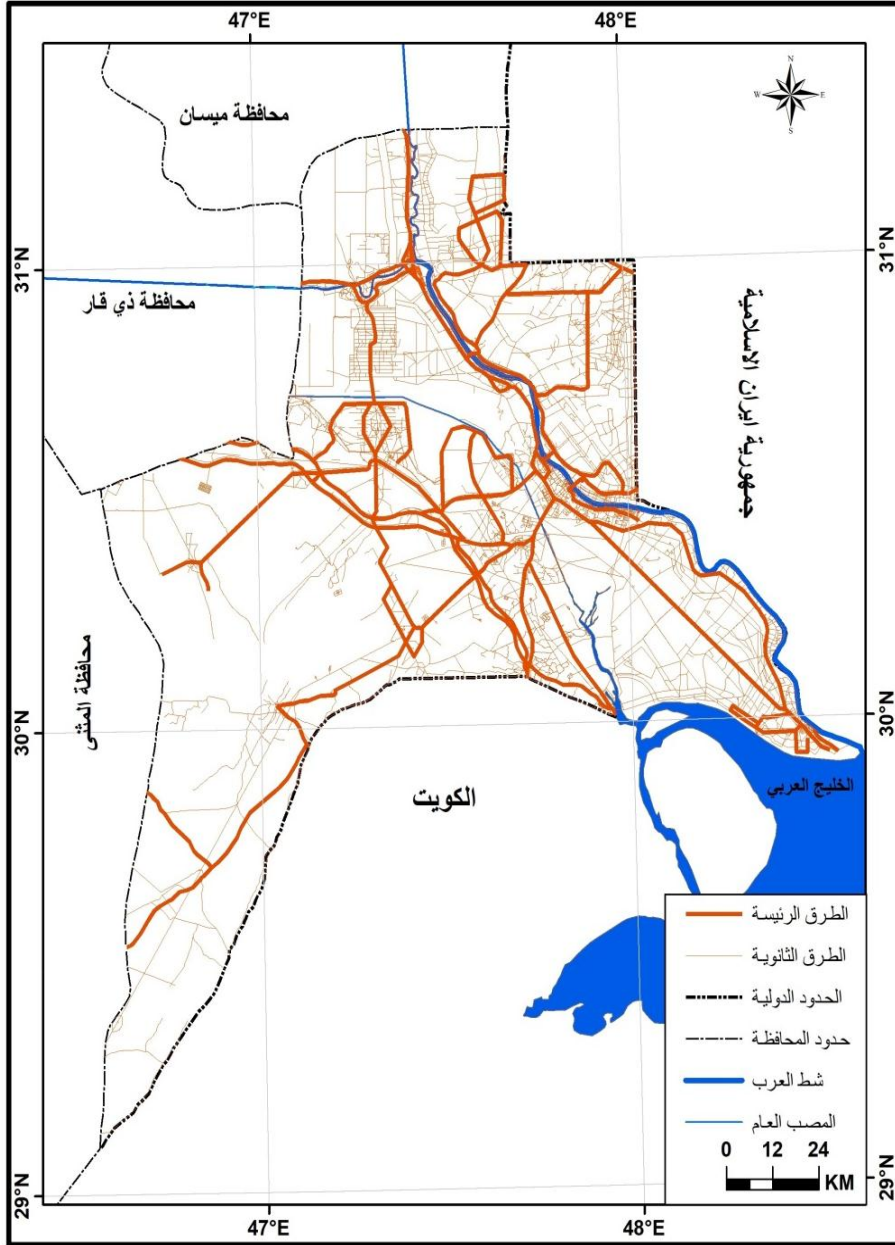 47°E
48°E
N
W
E
S
محافظة ميسان
31°N
31°N
محافظة ذي قار
جمهورية ايران الاسلامية
محافظة المثنى
30°N
30°N
الكويت
الخليج العربي
الطرق الرئيسة
الطرق الثانوية
الحدود الدولية
حدود المحافظة
شط العرب
المصب العام
0 12 24
KM
29°N
29°N
47°E
48°E